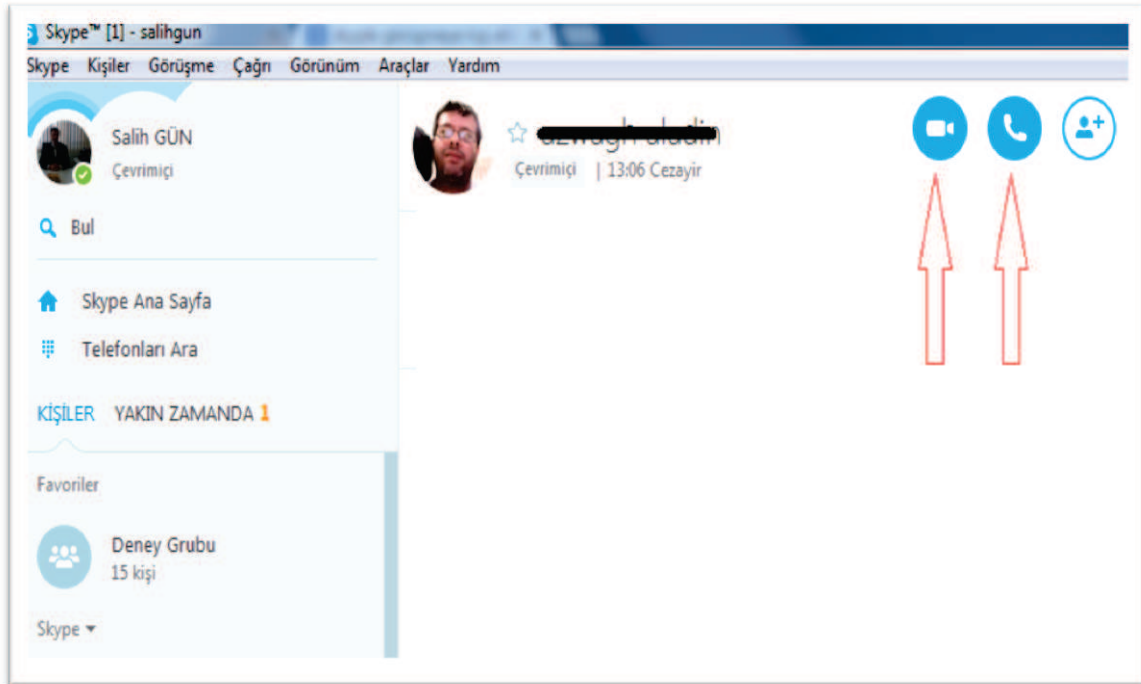 Skype™ [1] - salihgun
Skype Kişiler Görüşme Çağrı Görünüm Araçlar Yardım
Salih GÜN
Çevrimiçi
Çevrimiçi | 13:06 Cezayir
Bul
Skype Ana Sayfa
Telefonları Ara
KİŞİLER YAKIN ZAMANDA 1
Favoriler
Deney Grubu
15 kişi
Skype